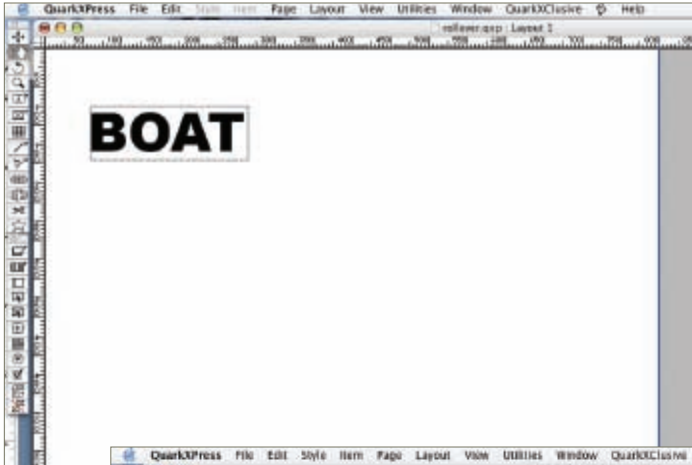 QuarkXPress File Edit Style Item Page Layout View Utilities Window QuarkXClusive Help
rollover.qxp : Layout 1
BOAT
QuarkXPress File Edit Style Item Page Layout View Utilities Window QuarkXClusive